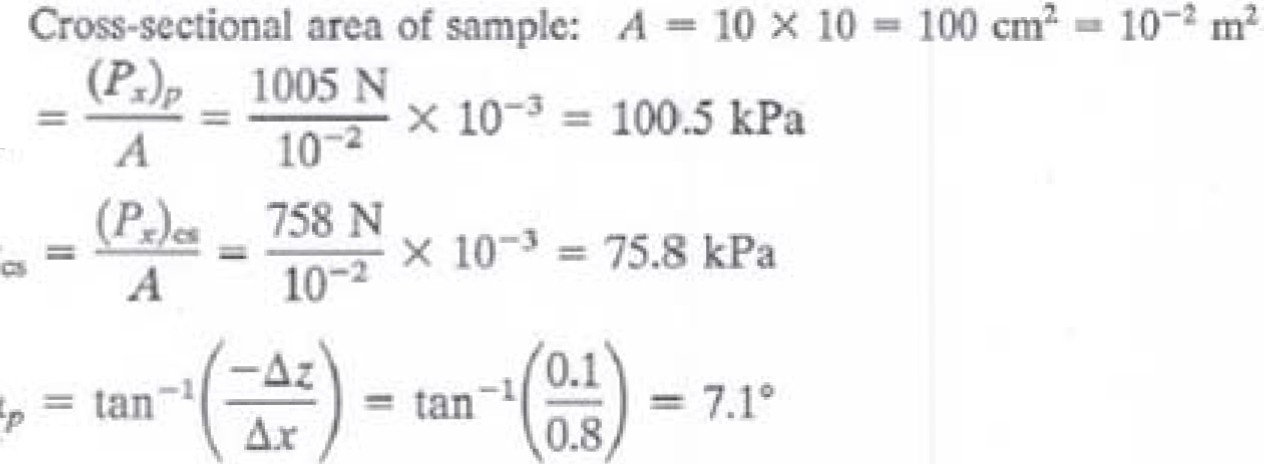 Cross-sectional area of sample: A = 10 × 10 = 100 cm² = 10⁻² m²
= (Pₓ)ₚ / A = 1005 N / 10⁻² × 10⁻³ = 100.5 kPa
cs = (Pₓ)cs / A = 758 N / 10⁻² × 10⁻³ = 75.8 kPa
p = tan⁻¹(−Δz / Δx) = tan⁻¹(0.1 / 0.8) = 7.1°